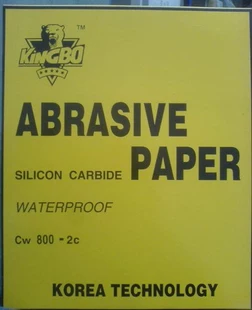 KINGBO
TM
ABRASIVE
SILICON CARBIDE PAPER
WATERPROOF
Cw 800 - 2c
KOREA TECHNOLOGY